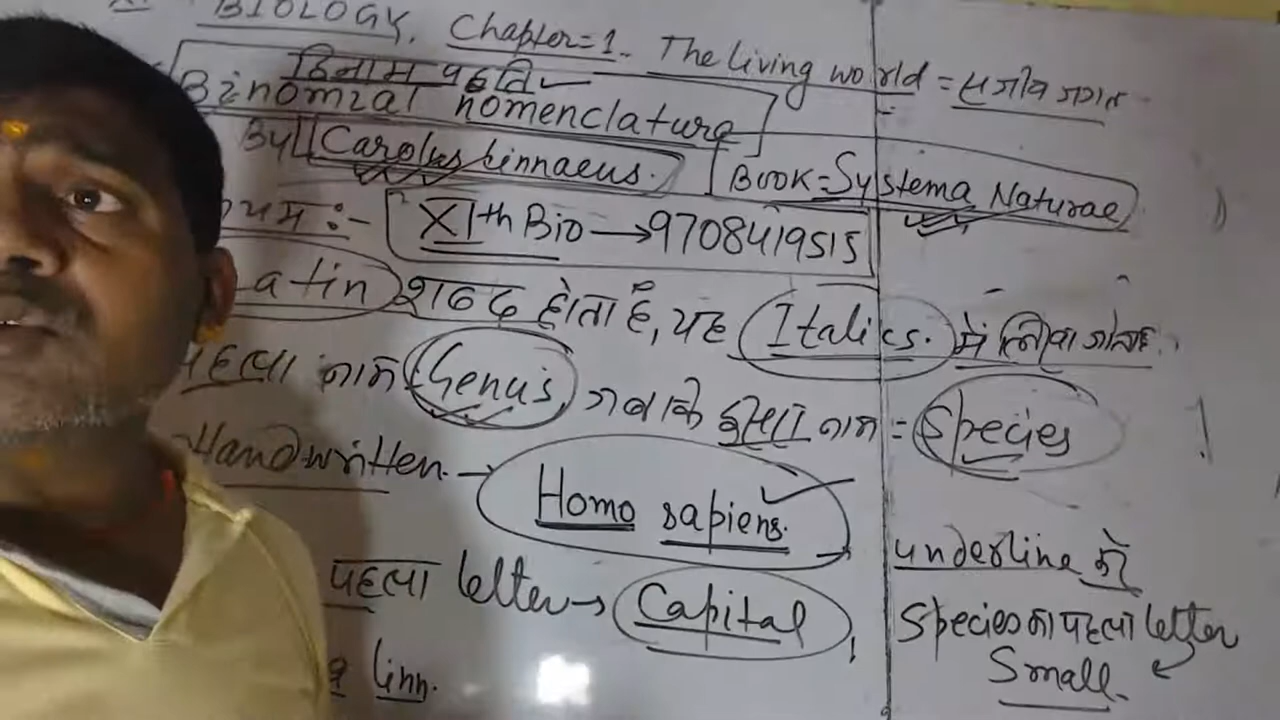 BIOLOGY. Chapter=1. The living world = सजीव जगत
द्विनाम पद्धति
Binomial nomenclature
By Carolus Linnaeus. Book=Systema Naturae
XIth Bio → 9708419515
Latin शब्द होता है, यह Italics. में लिखा जाता है.
पहला नाम Genus, जबकि दूसरा नाम = Species
Handwritten. → Homo sapiens.
underline करें
पहला letter → Capital,
Species का पहला letter
Small.
linn.